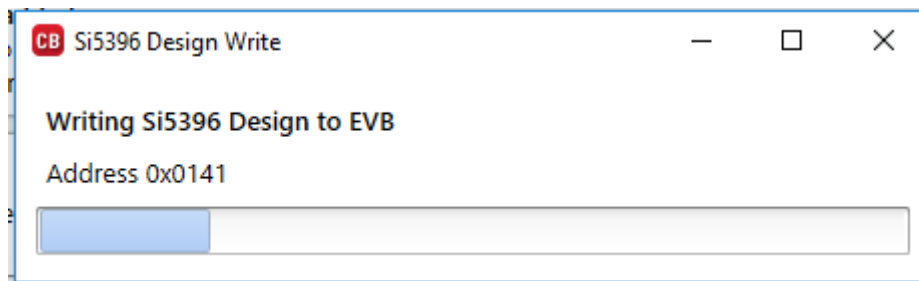 CB Si5396 Design Write
Writing Si5396 Design to EVB
Address 0x0141